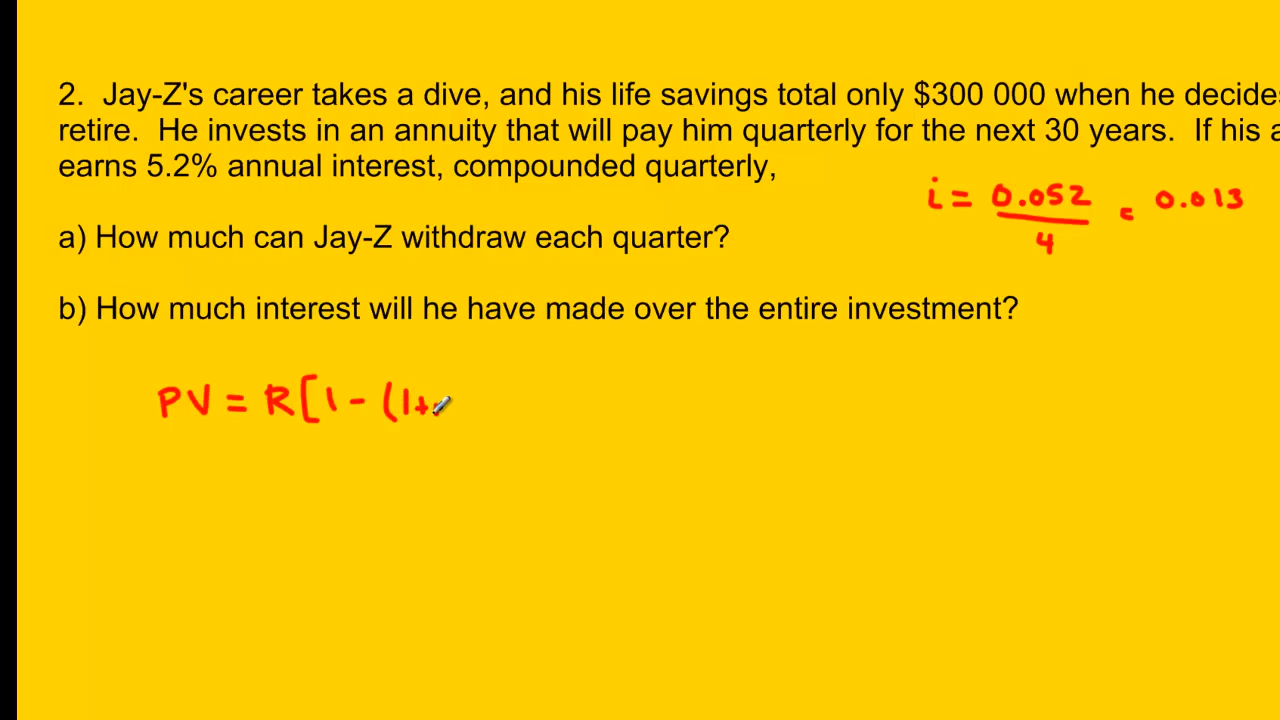 2. Jay-Z's career takes a dive, and his life savings total only $300 000 when he decides
retire. He invests in an annuity that will pay him quarterly for the next 30 years. If his a
earns 5.2% annual interest, compounded quarterly,
i = 0.052 / 4 = 0.013
a) How much can Jay-Z withdraw each quarter?
b) How much interest will he have made over the entire investment?
PV = R[1 - (1+